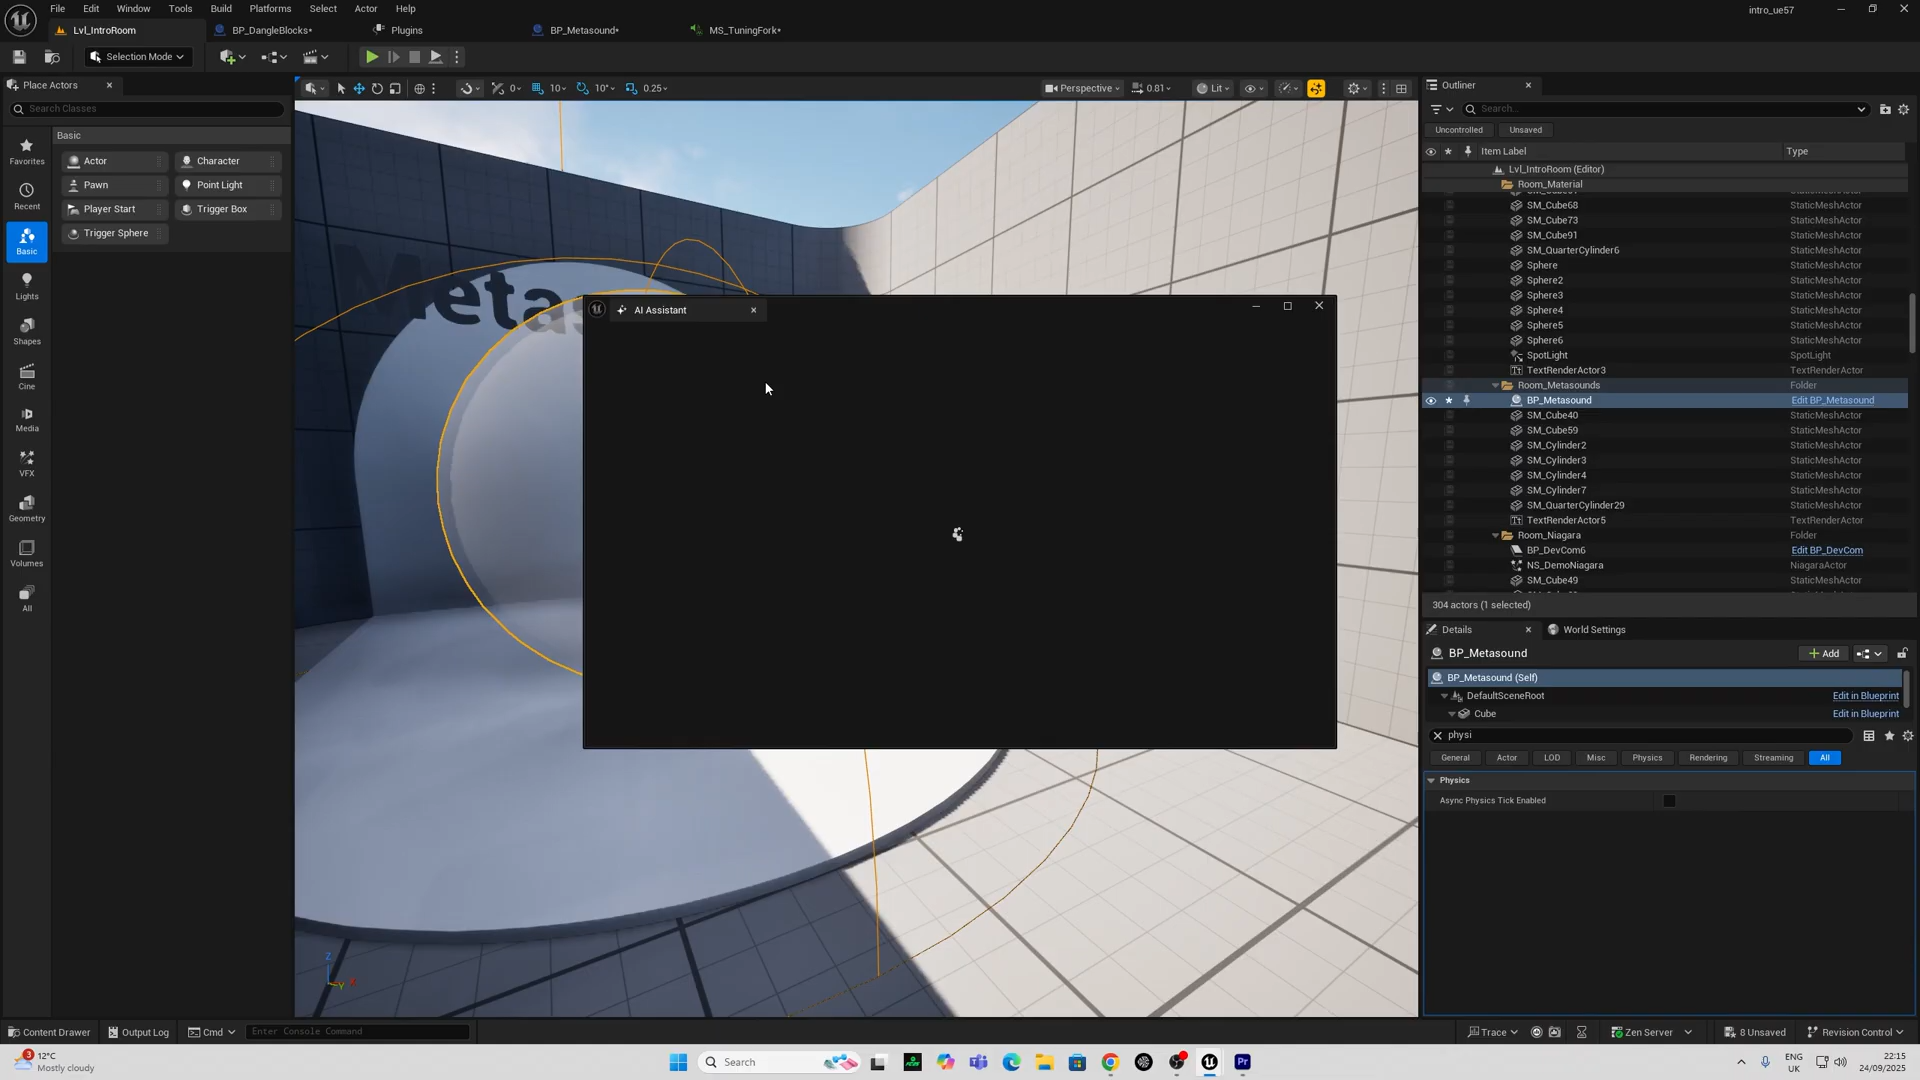 File Edit Window Tools Build Platforms Select Actor Help
intro_ue57
Lvl_IntroRoom
BP_DangleBlocks*
Plugins
BP_Metasound*
MS_TuningFork*
Selection Mode
Place Actors
Search Classes
Favorites
Recent
Basic
Lights
Shapes
Cine
Media
VFX
Geometry
Volumes
All
Basic
Actor
Character
Pawn
Point Light
Player Start
Trigger Box
Trigger Sphere
0
10
10°
0.25
Perspective
0.81
Lit
Metas
AI Assistant
Z
Y
X
Outliner
Search...
Uncontrolled
Unsaved
Item Label
Type
Lvl_IntroRoom (Editor)
Room_Material
SM_Cube68 StaticMeshActor
SM_Cube73 StaticMeshActor
SM_Cube91 StaticMeshActor
SM_QuarterCylinder6 StaticMeshActor
Sphere StaticMeshActor
Sphere2 StaticMeshActor
Sphere3 StaticMeshActor
Sphere4 StaticMeshActor
Sphere5 StaticMeshActor
Sphere6 StaticMeshActor
SpotLight SpotLight
TextRenderActor3 TextRenderActor
Room_Metasounds Folder
BP_Metasound Edit BP_Metasound
SM_Cube40 StaticMeshActor
SM_Cube59 StaticMeshActor
SM_Cylinder2 StaticMeshActor
SM_Cylinder3 StaticMeshActor
SM_Cylinder4 StaticMeshActor
SM_Cylinder7 StaticMeshActor
SM_QuarterCylinder29 StaticMeshActor
TextRenderActor5 TextRenderActor
Room_Niagara Folder
BP_DevCom6 Edit BP_DevCom
NS_DemoNiagara NiagaraActor
SM_Cube49 StaticMeshActor
304 actors (1 selected)
Details
World Settings
BP_Metasound
Add
BP_Metasound (Self)
DefaultSceneRoot Edit in Blueprint
Cube Edit in Blueprint
physi
General Actor LOD Misc Physics Rendering Streaming All
Physics
Async Physics Tick Enabled
Content Drawer
Output Log
Cmd
Enter Console Command
Trace
Zen Server
8 Unsaved
Revision Control
3
12°C
Mostly cloudy
Search
Pr
ENG
UK
22:15
24/09/2025